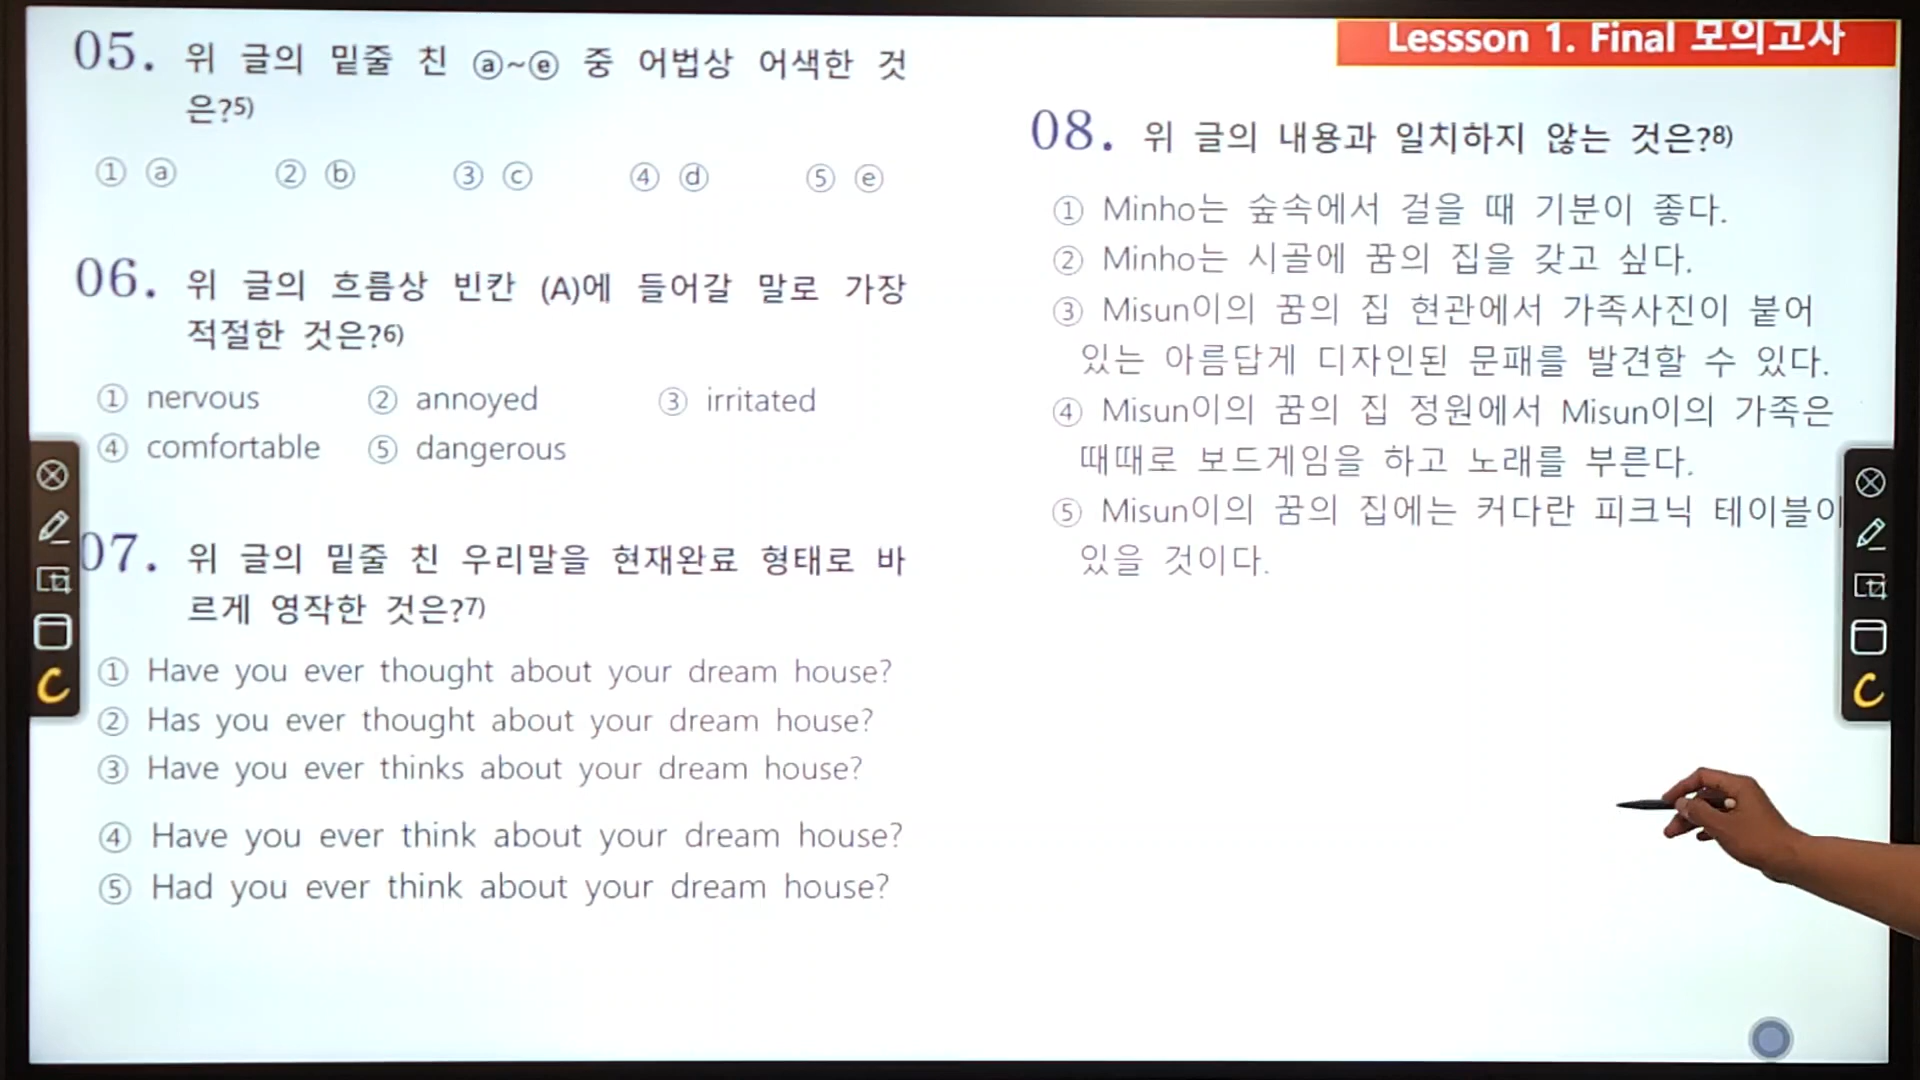 Lessson 1. Final 모의고사
05. 위 글의 밑줄 친 ⓐ~ⓔ 중 어법상 어색한 것
은?5)
① ⓐ ② ⓑ ③ ⓒ ④ ⓓ ⑤ ⓔ
06. 위 글의 흐름상 빈칸 (A)에 들어갈 말로 가장
적절한 것은?6)
① nervous ② annoyed ③ irritated
④ comfortable ⑤ dangerous
07. 위 글의 밑줄 친 우리말을 현재완료 형태로 바
르게 영작한 것은?7)
① Have you ever thought about your dream house?
② Has you ever thought about your dream house?
③ Have you ever thinks about your dream house?
④ Have you ever think about your dream house?
⑤ Had you ever think about your dream house?
08. 위 글의 내용과 일치하지 않는 것은?8)
① Minho는 숲속에서 걸을 때 기분이 좋다.
② Minho는 시골에 꿈의 집을 갖고 싶다.
③ Misun이의 꿈의 집 현관에서 가족사진이 붙어
있는 아름답게 디자인된 문패를 발견할 수 있다.
④ Misun이의 꿈의 집 정원에서 Misun이의 가족은
때때로 보드게임을 하고 노래를 부른다.
⑤ Misun이의 꿈의 집에는 커다란 피크닉 테이블이
있을 것이다.